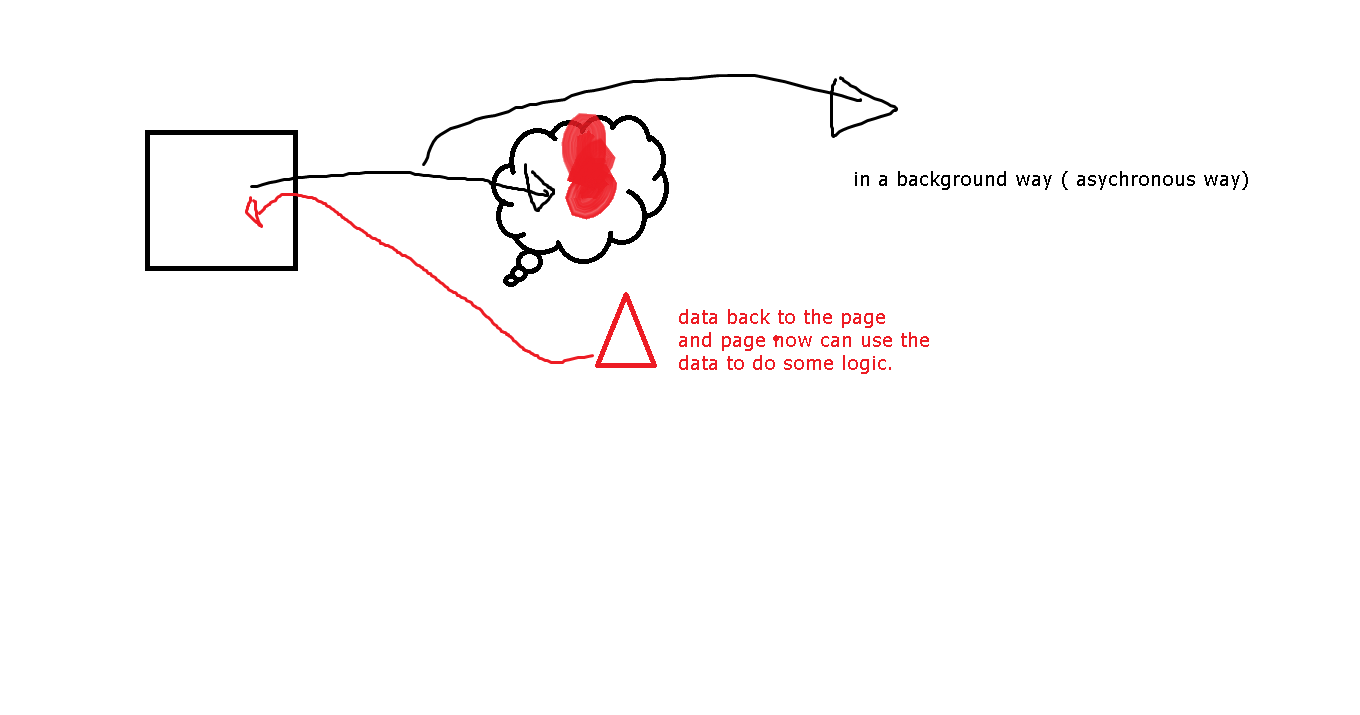 in a background way ( asychronous way)
data back to the page
and page now can use the
data to do some logic.